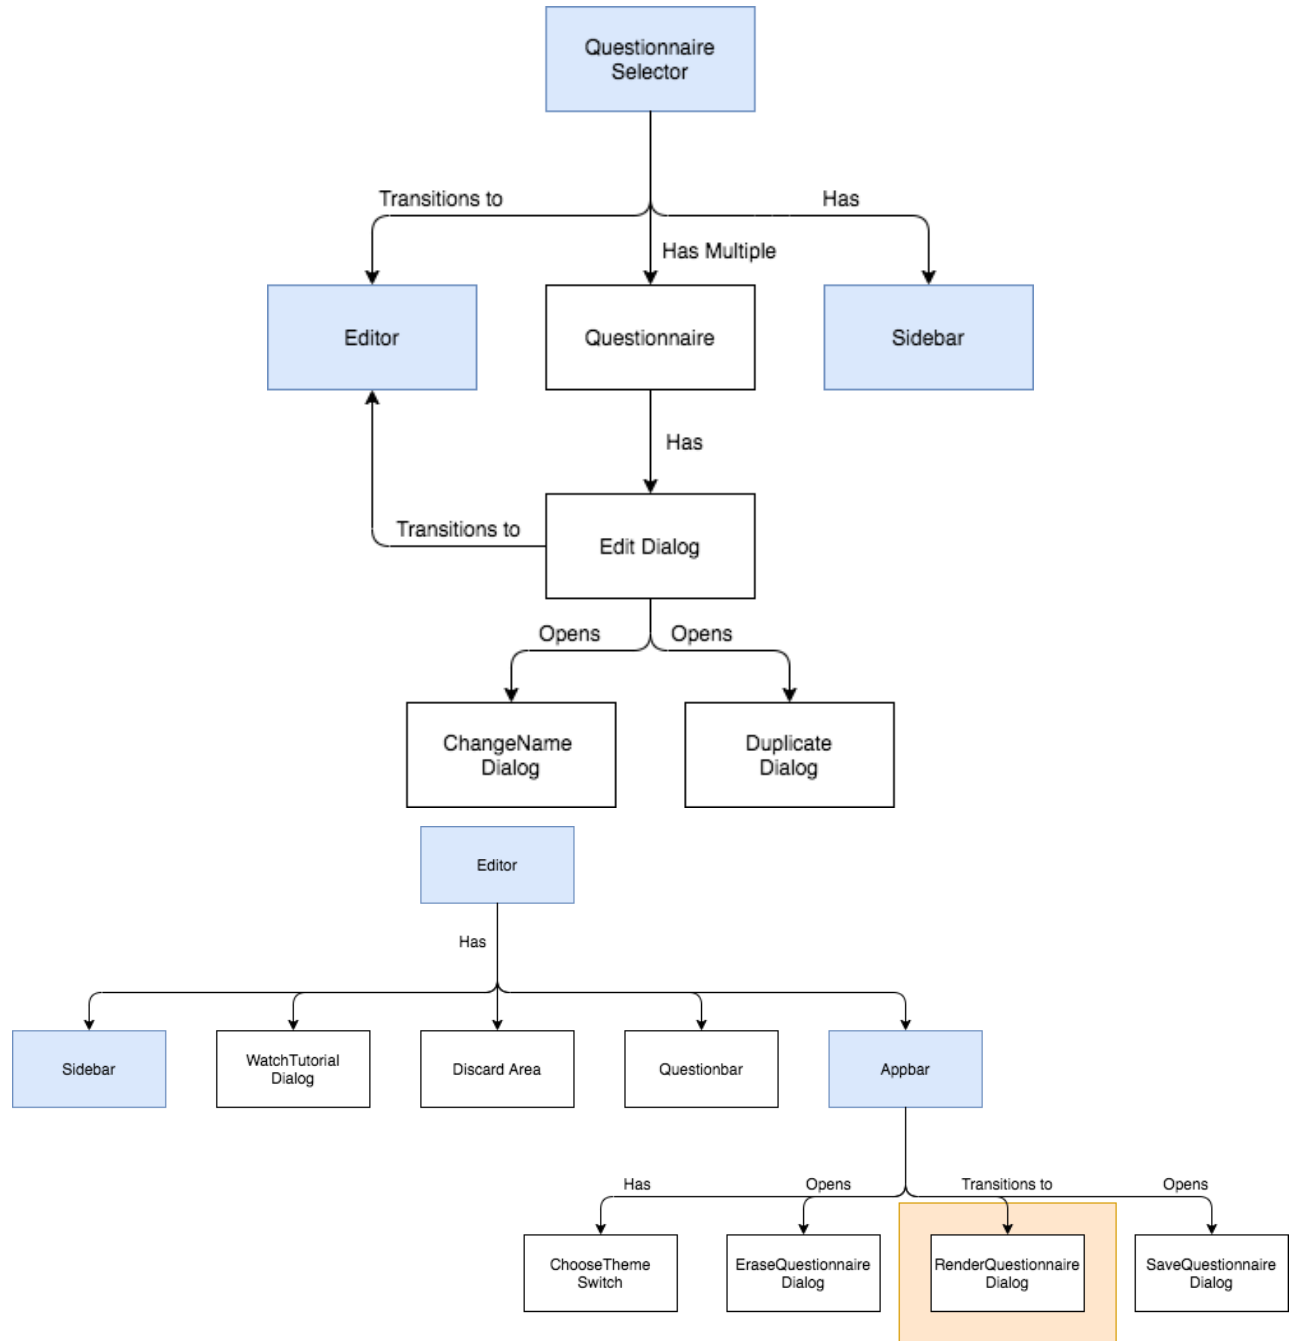 Questionnaire
Selector
Transitions to
Has
Has Multiple
Editor
Questionnaire
Sidebar
Has
Transitions to
Edit Dialog
Opens
Opens
ChangeName
Dialog
Duplicate
Dialog
Editor
Has
Sidebar
WatchTutorial
Dialog
Discard Area
Questionbar
Appbar
Has
Opens
Transitions to
Opens
ChooseTheme
Switch
EraseQuestionnaire
Dialog
RenderQuestionnaire
Dialog
SaveQuestionnaire
Dialog